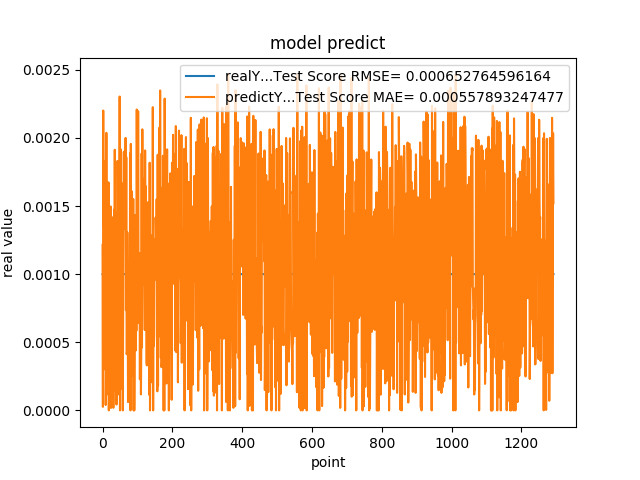 model predict
realY...Test Score RMSE= 0.000652764596164
predictY...Test Score MAE= 0.000557893247477
real value
0.0025
0.0020
0.0015
0.0010
0.0005
0.0000
0 200 400 600 800 1000 1200
point